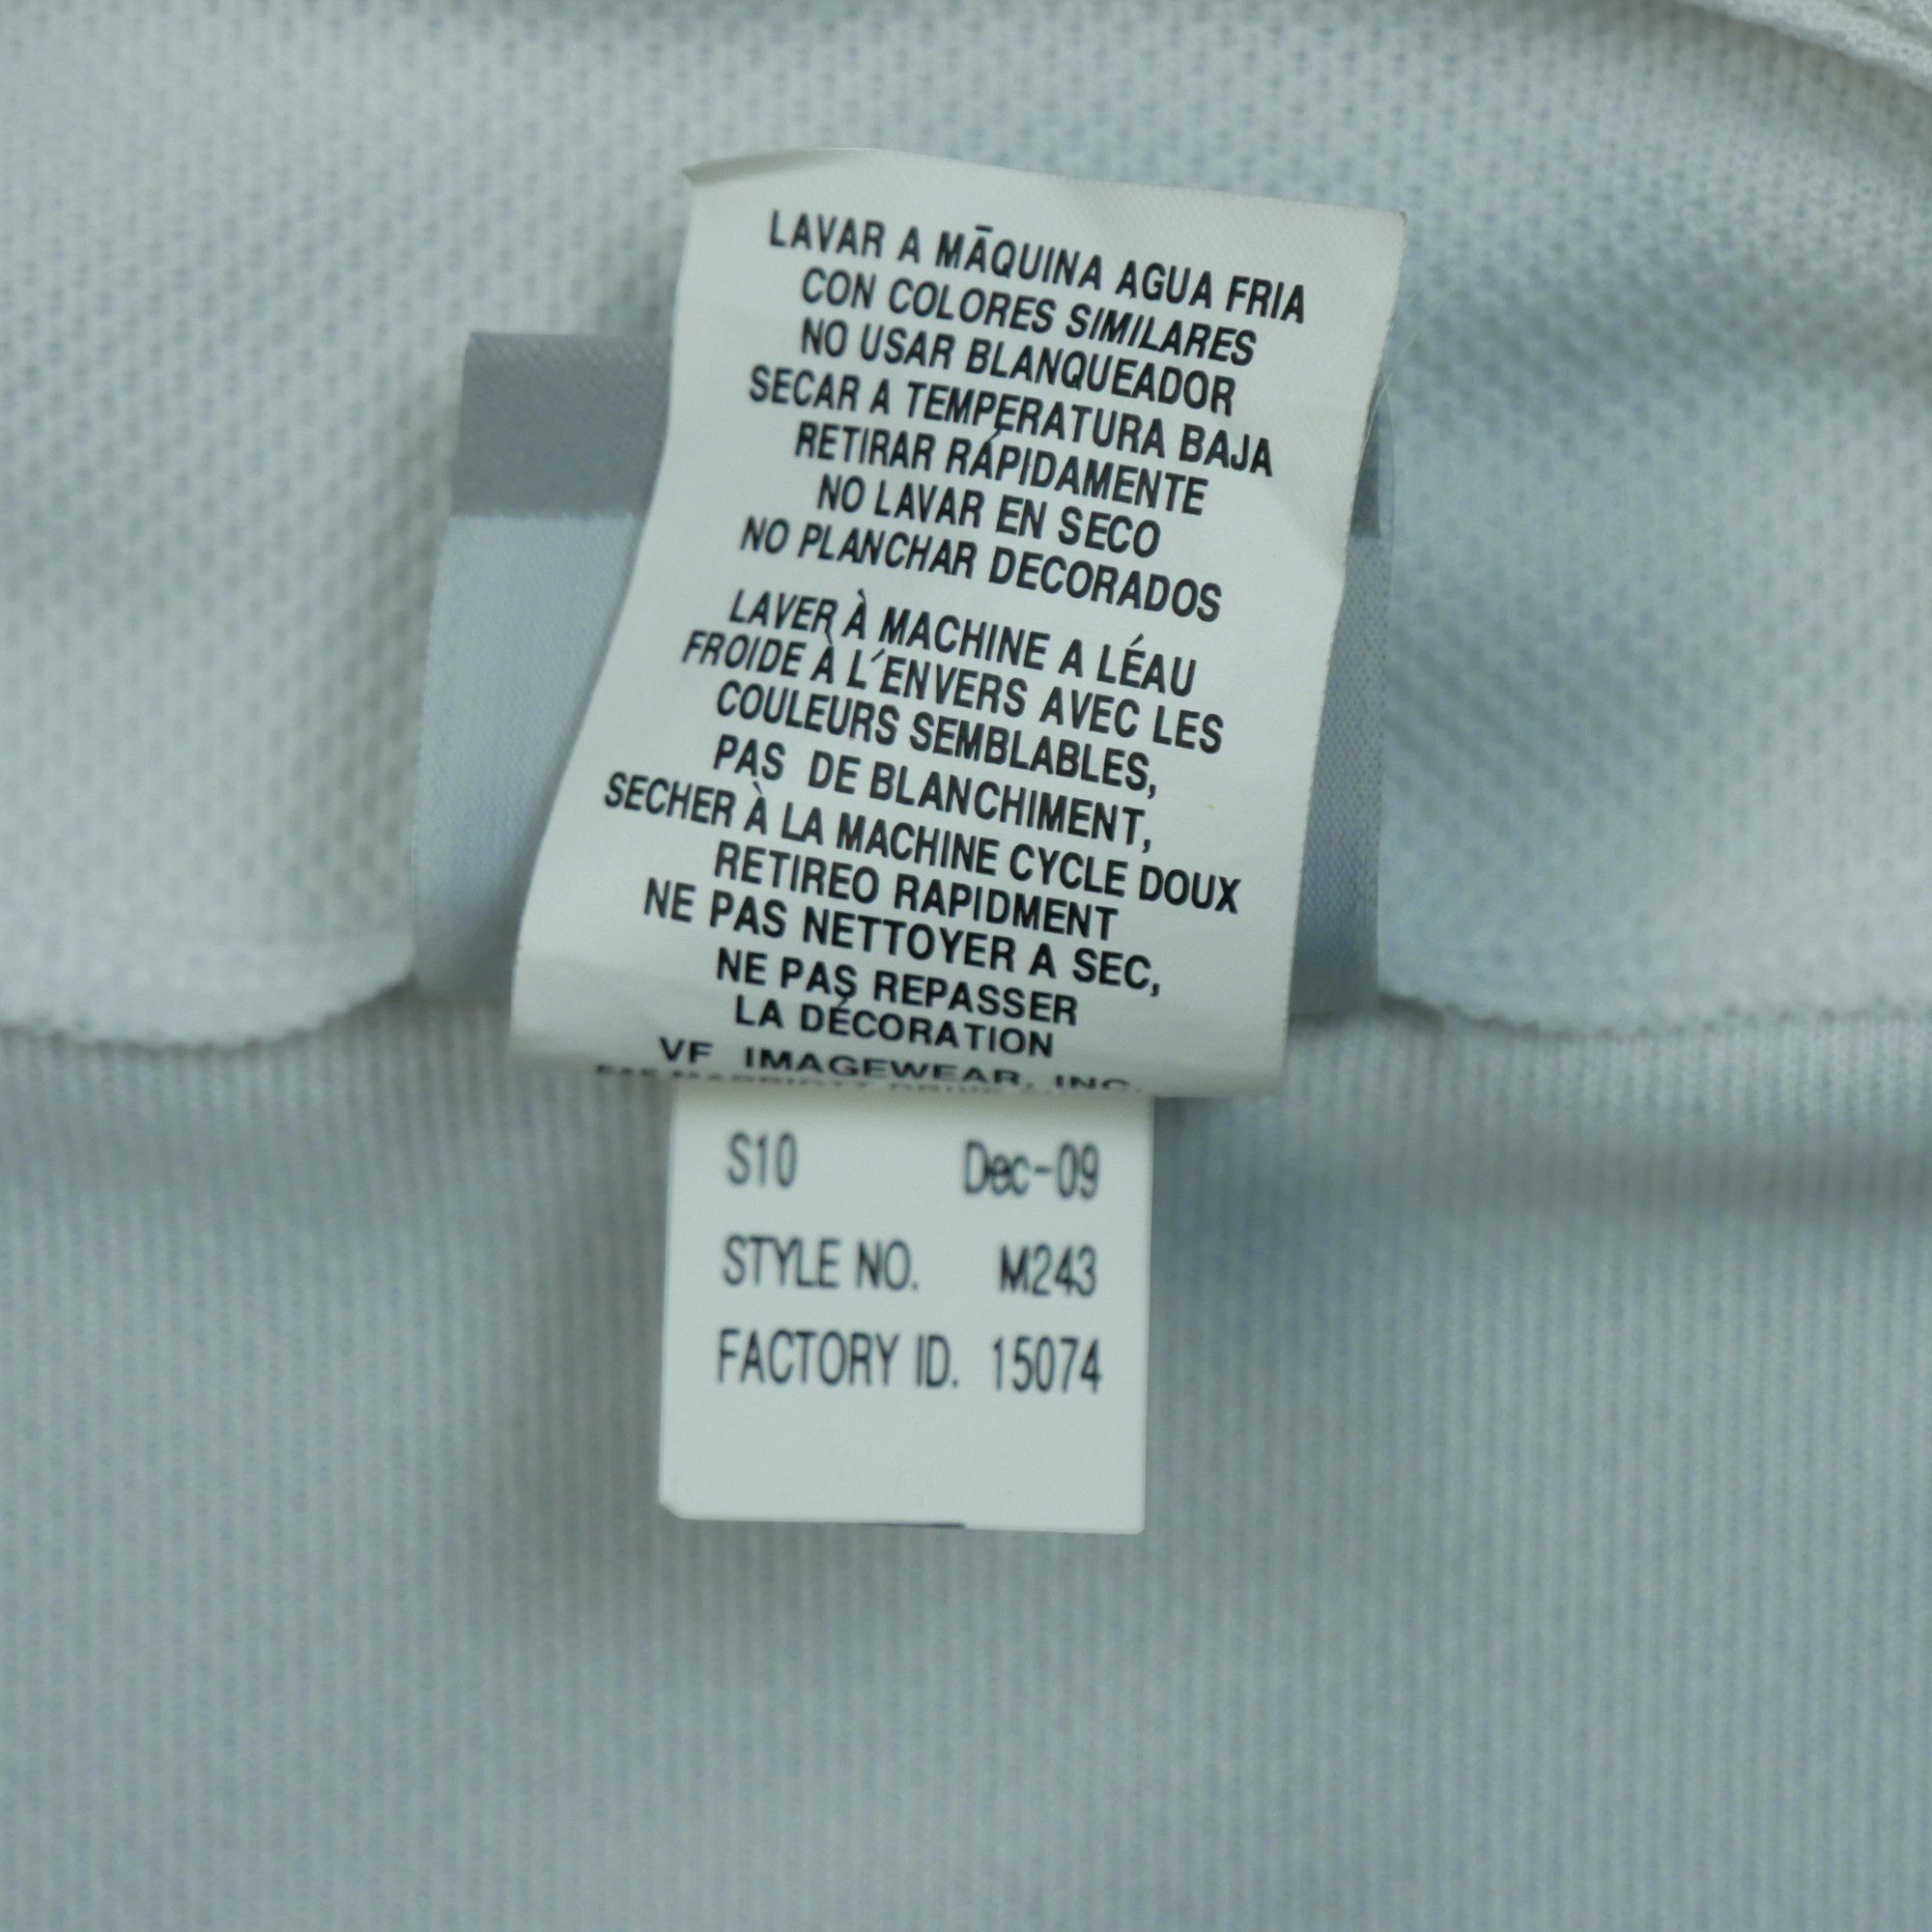 LAVAR A MĀQUINA AGUA FRIA
CON COLORES SIMILARES
NO USAR BLANQUEADOR
SECAR A TEMPERATURA BAJA
RETIRAR RÁPIDAMENTE
NO LAVAR EN SECO
NO PLANCHAR DECORADOS
LAVER À MACHINE A LÉAU
FROIDE À L´ENVERS AVEC LES
COULEURS SEMBLABLES,
PAS DE BLANCHIMENT,
SECHER À LA MACHINE CYCLE DOUX
RETIREO RAPIDMENT
NE PAS NETTOYER A SEC,
NE PAS REPASSER
LA DÉCORATION
VF IMAGEWEAR, INC.
MARRIOTT DRIVE
S10 Dec-09
STYLE NO. M243
FACTORY ID. 15074